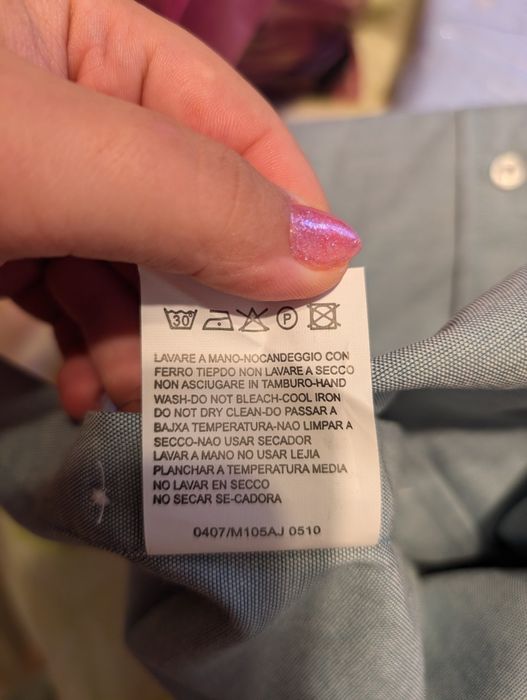 30
P
LAVARE A MANO-NOCANDEGGIO CON
FERRO TIEPDO NON LAVARE A SECCO
NON ASCIUGARE IN TAMBURO-HAND
WASH-DO NOT BLEACH-COOL IRON
DO NOT DRY CLEAN-DO PASSAR A
BAJXA TEMPERATURA-NAO LIMPAR A
SECCO-NAO USAR SECADOR
LAVAR A MANO NO USAR LEJIA
PLANCHAR A TEMPERATURA MEDIA
NO LAVAR EN SECCO
NO SECAR SE-CADORA
0407/M105AJ 0510